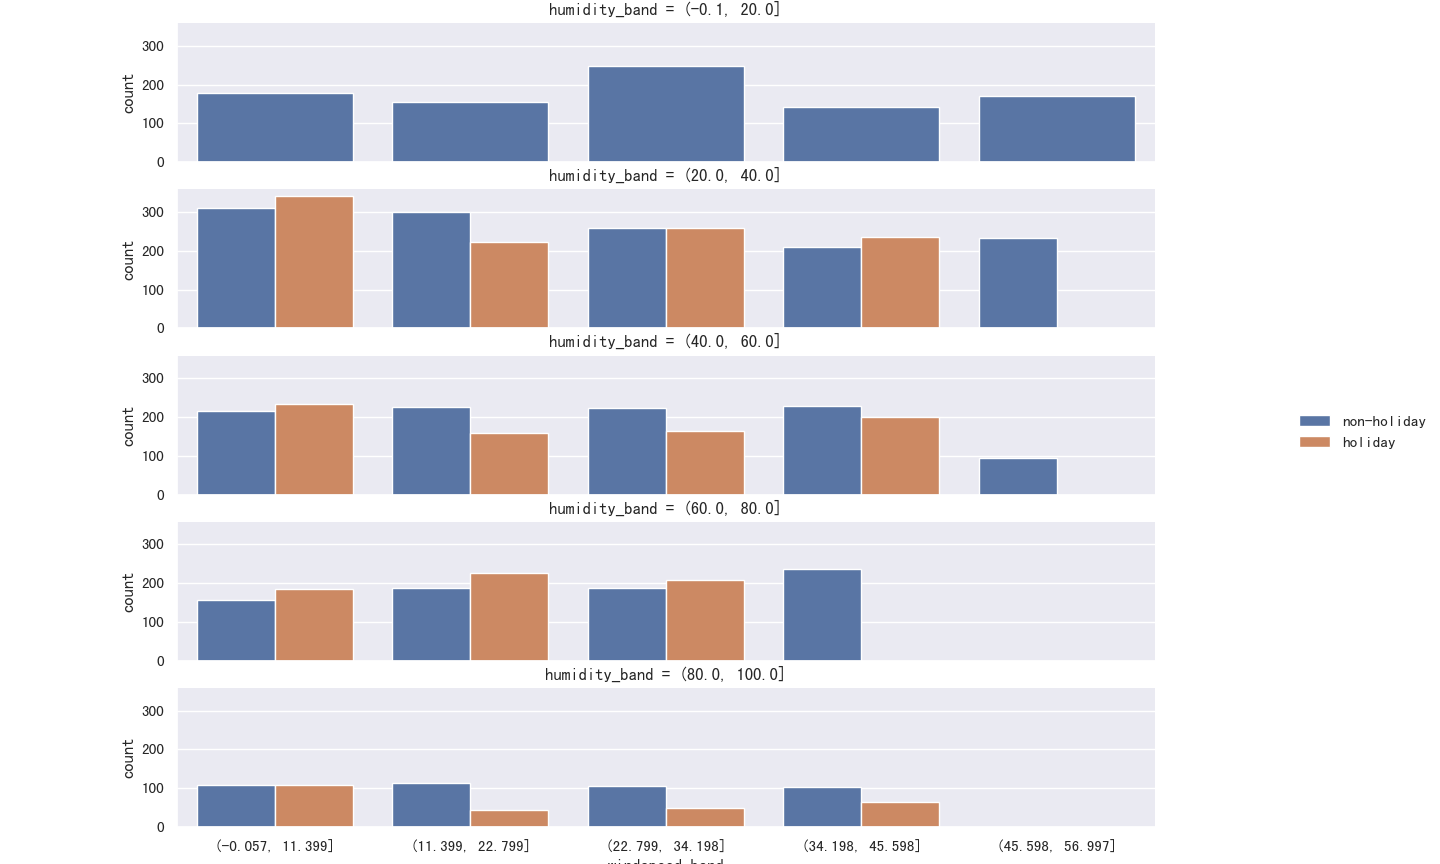 humidity_band = (-0.1, 20.0]
300
200
100
0
count
humidity_band = (20.0, 40.0]
300
200
100
0
count
humidity_band = (40.0, 60.0]
300
200
100
0
count
non-holiday
holiday
humidity_band = (60.0, 80.0]
300
200
100
0
count
humidity_band = (80.0, 100.0]
300
200
100
0
count
(-0.057, 11.399] (11.399, 22.799] (22.799, 34.198] (34.198, 45.598] (45.598, 56.997]